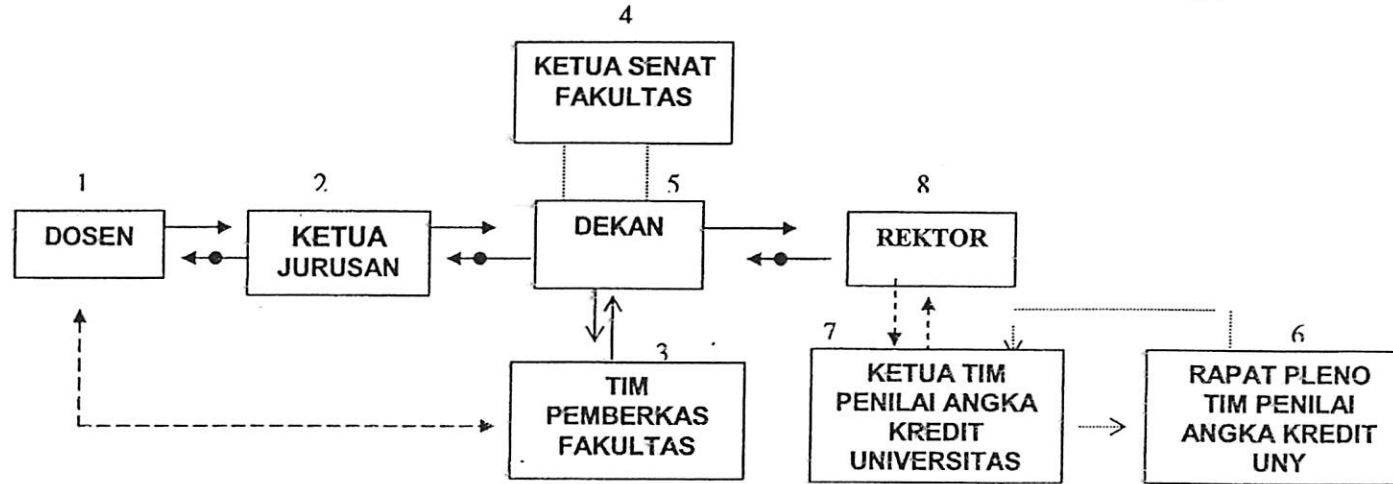 4
KETUA SENAT
FAKULTAS
1
DOSEN
2
KETUA
JURUSAN
5
DEKAN
8
REKTOR
3
TIM
PEMBERKAS
FAKULTAS
7
KETUA TIM
PENILAI ANGKA
KREDIT
UNIVERSITAS
6
RAPAT PLENO
TIM PENILAI
ANGKA KREDIT
UNY